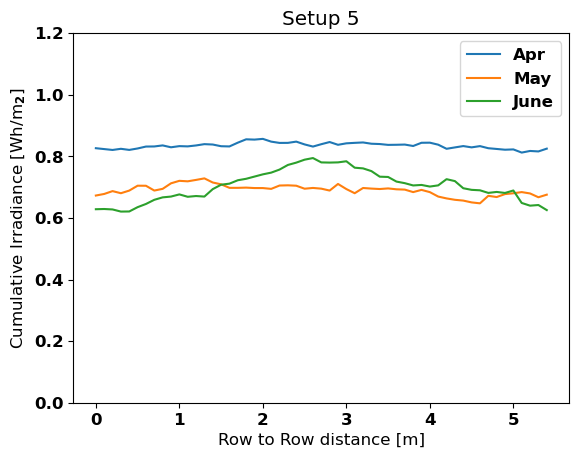 Setup 5
1.2
1.0
0.8
0.6
0.4
0.2
0.0
Cumulative Irradiance [Wh/m²]
Apr
May
June
0 1 2 3 4 5
Row to Row distance [m]